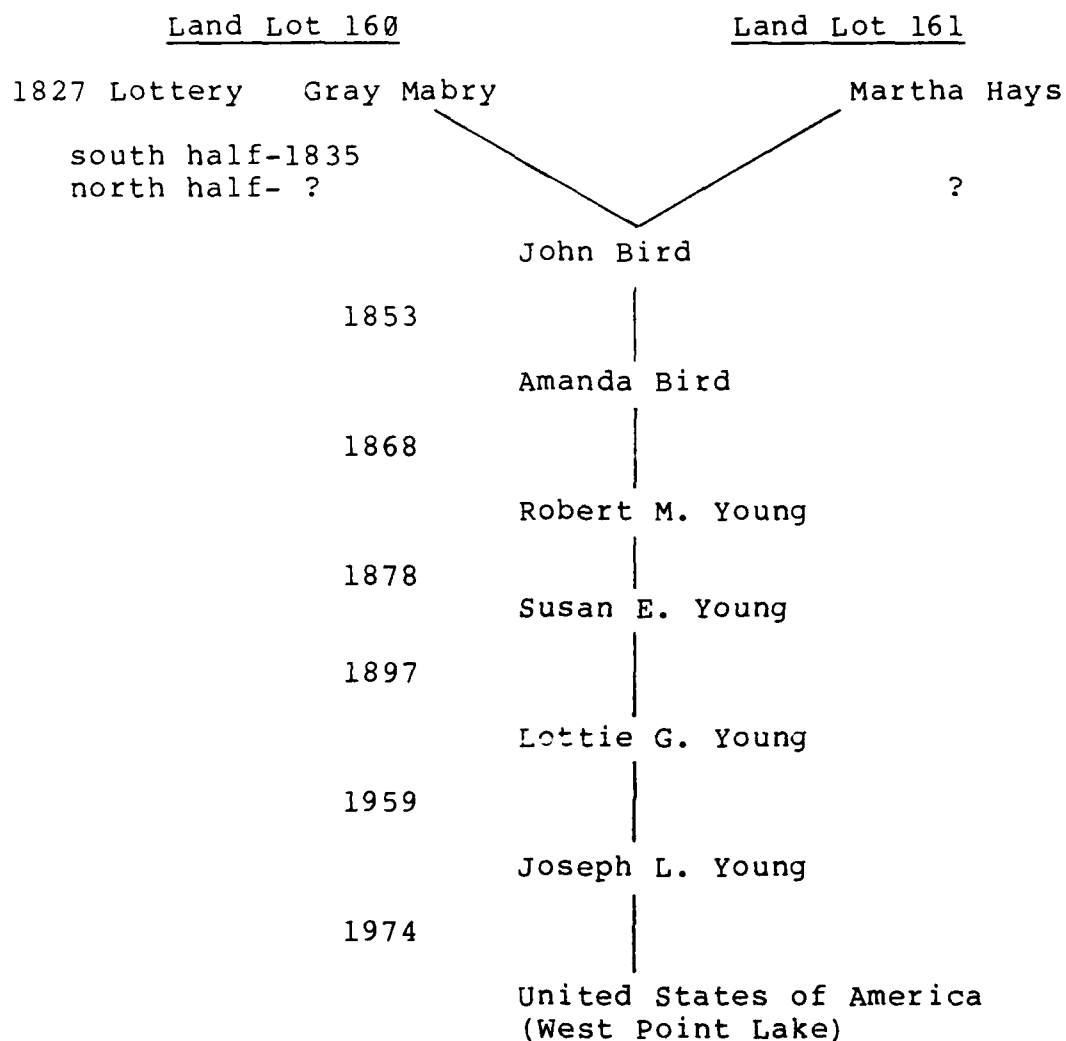 Land Lot 160 Land Lot 161
1827 Lottery Gray Mabry Martha Hays
south half-1835
north half- ? ?
John Bird
1853
Amanda Bird
1868
Robert M. Young
1878
Susan E. Young
1897
Lottie G. Young
1959
Joseph L. Young
1974
United States of America
(West Point Lake)